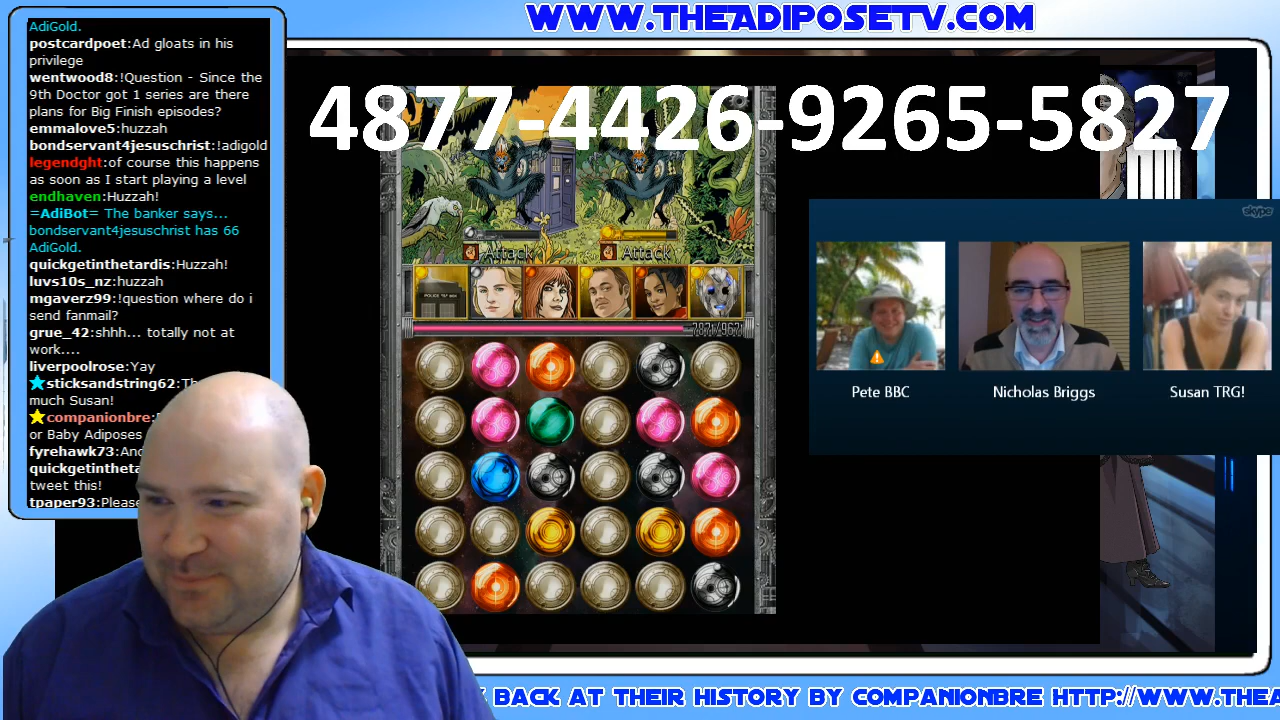 WWW.THEADIPOSETV.COM
AdiGold.
postcardpoet:Ad gloats in his
privilege
wentwood8:!Question - Since the
9th Doctor got 1 series are there
plans for Big Finish episodes?
emmalove5:huzzah
bondservant4jesuschrist:!adigold
legendght:of course this happens
as soon as I start playing a level
endhaven:Huzzah!
=AdiBot= The banker says...
bondservant4jesuschrist has 66
AdiGold.
quickgetinthetardis:Huzzah!
luvs10s_nz:huzzah
mgaverz99:!question where do i
send fanmail?
grue_42:shhh... totally not at
work....
liverpoolrose:Yay
sticksandstring62:
much Susan!
companionbre:
or Baby Adiposes
fyrehawk73:
tweet this!
tpaper93:Please
4877-4426-9265-5827
Attack
Attack
POLICE BOX
skype
Pete BBC
Nicholas Briggs
Susan TRG!
BACK AT THEIR HISTORY BY COMPANIONBRE HTTP://WWW.THEA